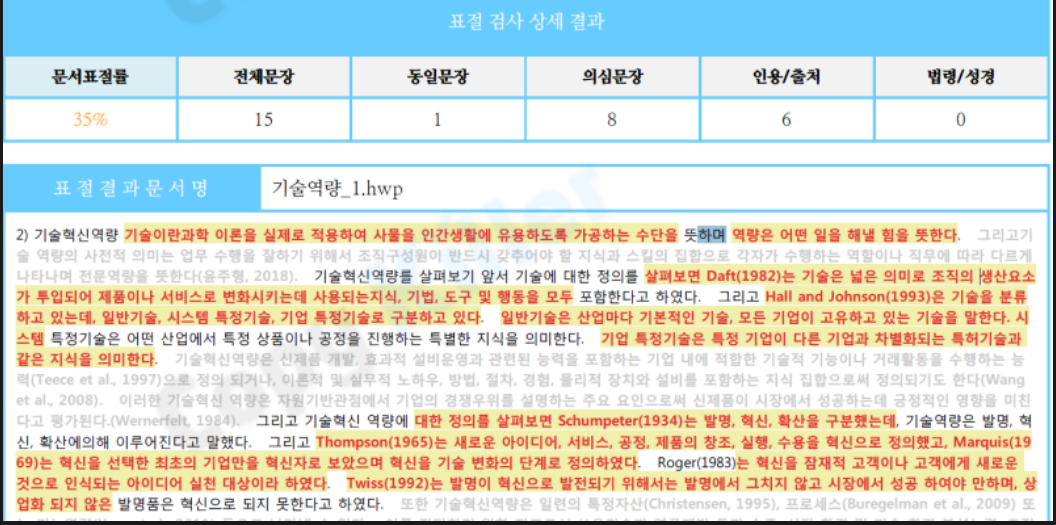 표절 검사 상세 결과
문서표절률 전체문장 동일문장 의심문장 인용/출처 법령/성경
35% 15 1 8 6 0
표 절 결 과 문 서 명 기술역량_1.hwp
2) 기술혁신역량 기술이란과학 이론을 실제로 적용하여 사물을 인간생활에 유용하도록 가공하는 수단을 뜻하며 역량은 어떤 일을 해낼 힘을 뜻한다. 그리고기
술 역량의 사전적 의미는 업무 수행을 잘하기 위해서 조직구성원이 반드시 갖추어야 할 지식과 스킬의 집합으로 각자가 수행하는 역할이나 직무에 따라 다르게
나타나며 전문역량을 뜻한다(윤주형, 2018). 기술혁신역량를 살펴보기 앞서 기술에 대한 정의를 살펴보면 Daft(1982)는 기술은 넓은 의미로 조직의 생산요소
가 투입되어 제품이나 서비스로 변화시키는데 사용되는지식, 기법, 도구 및 행동을 모두 포함한다고 하였다. 그리고 Hall and Johnson(1993)은 기술을 분류
하고 있는데, 일반기술, 시스템 특정기술, 기업 특정기술로 구분하고 있다. 일반기술은 산업마다 기본적인 기술, 모든 기업이 고유하고 있는 기술을 말한다. 시
스템 특정기술은 어떤 산업에서 특정 상품이나 공정을 진행하는 특별한 지식을 의미한다. 기업 특정기술은 특정 기업이 다른 기업과 차별화되는 특허기술과
같은 지식을 의미한다. 기술혁신역량은 신제품 개발, 효과적 설비운영과 관련된 능력을 포함하는 기업 내에 적합한 기술적 기능이나 거래활동을 수행하는 능
력(Teece et al., 1997)으로 정의 되거나, 이론적 및 실무적 노하우, 방법, 절차, 경험, 물리적 장치와 설비를 포함하는 지식 집합으로써 정의되기도 한다(Wang
et al., 2008). 이러한 기술혁신 역량은 자원기반관점에서 기업의 경쟁우위를 설명하는 주요 요인으로써 신제품이 시장에서 성공하는데 긍정적인 영향을 미친
다고 평가된다.(Wernerfelt, 1984). 그리고 기술혁신 역량에 대한 정의를 살펴보면 Schumpeter(1934)는 발명, 혁신, 확산을 구분했는데, 기술역량은 발명, 혁
신, 확산에의해 이루어진다고 말했다. 그리고 Thompson(1965)는 새로운 아이디어, 서비스, 공정, 제품의 창조, 실행, 수용을 혁신으로 정의했고, Marquis(19
69)는 혁신을 선택한 최초의 기업만을 혁신자로 보았으며 혁신을 기술 변화의 단계로 정의하였다. Roger(1983)는 혁신을 잠재적 고객이나 고객에게 새로운
것으로 인식되는 아이디어 실천 대상이라 하였다. Twiss(1992)는 발명이 혁신으로 발전되기 위해서는 발명에서 그치지 않고 시장에서 성공 하여야 만하며, 상
업화 되지 않은 발명품은 혁신으로 되지 못한다고 하였다. 또한 기술혁신역량은 일련의 특정자산(Christensen, 1995), 프로세스(Buregelman et al., 2009) 또